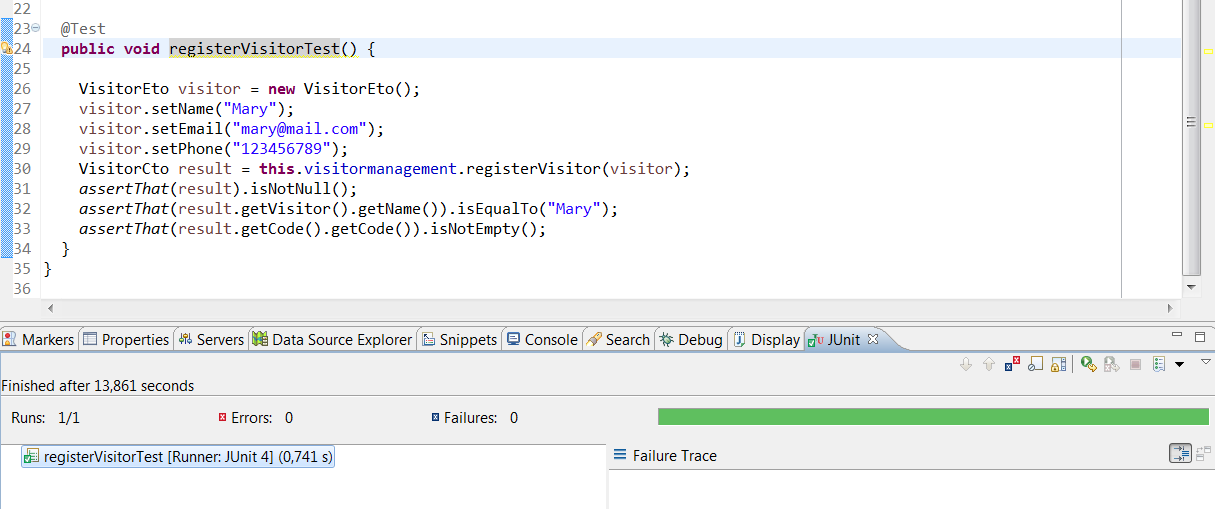 22
23 @Test
24 public void registerVisitorTest() {
25
26 VisitorEto visitor = new VisitorEto();
27 visitor.setName("Mary");
28 visitor.setEmail("mary@mail.com");
29 visitor.setPhone("123456789");
30 VisitorCto result = this.visitormanagement.registerVisitor(visitor);
31 assertThat(result).isNotNull();
32 assertThat(result.getVisitor().getName()).isEqualTo("Mary");
33 assertThat(result.getCode().getCode()).isNotEmpty();
34 }
35 }
36
Markers Properties Servers Data Source Explorer Snippets Console Search Debug Display JUnit
Finished after 13,861 seconds
Runs: 1/1 Errors: 0 Failures: 0
registerVisitorTest [Runner: JUnit 4] (0,741 s)
Failure Trace